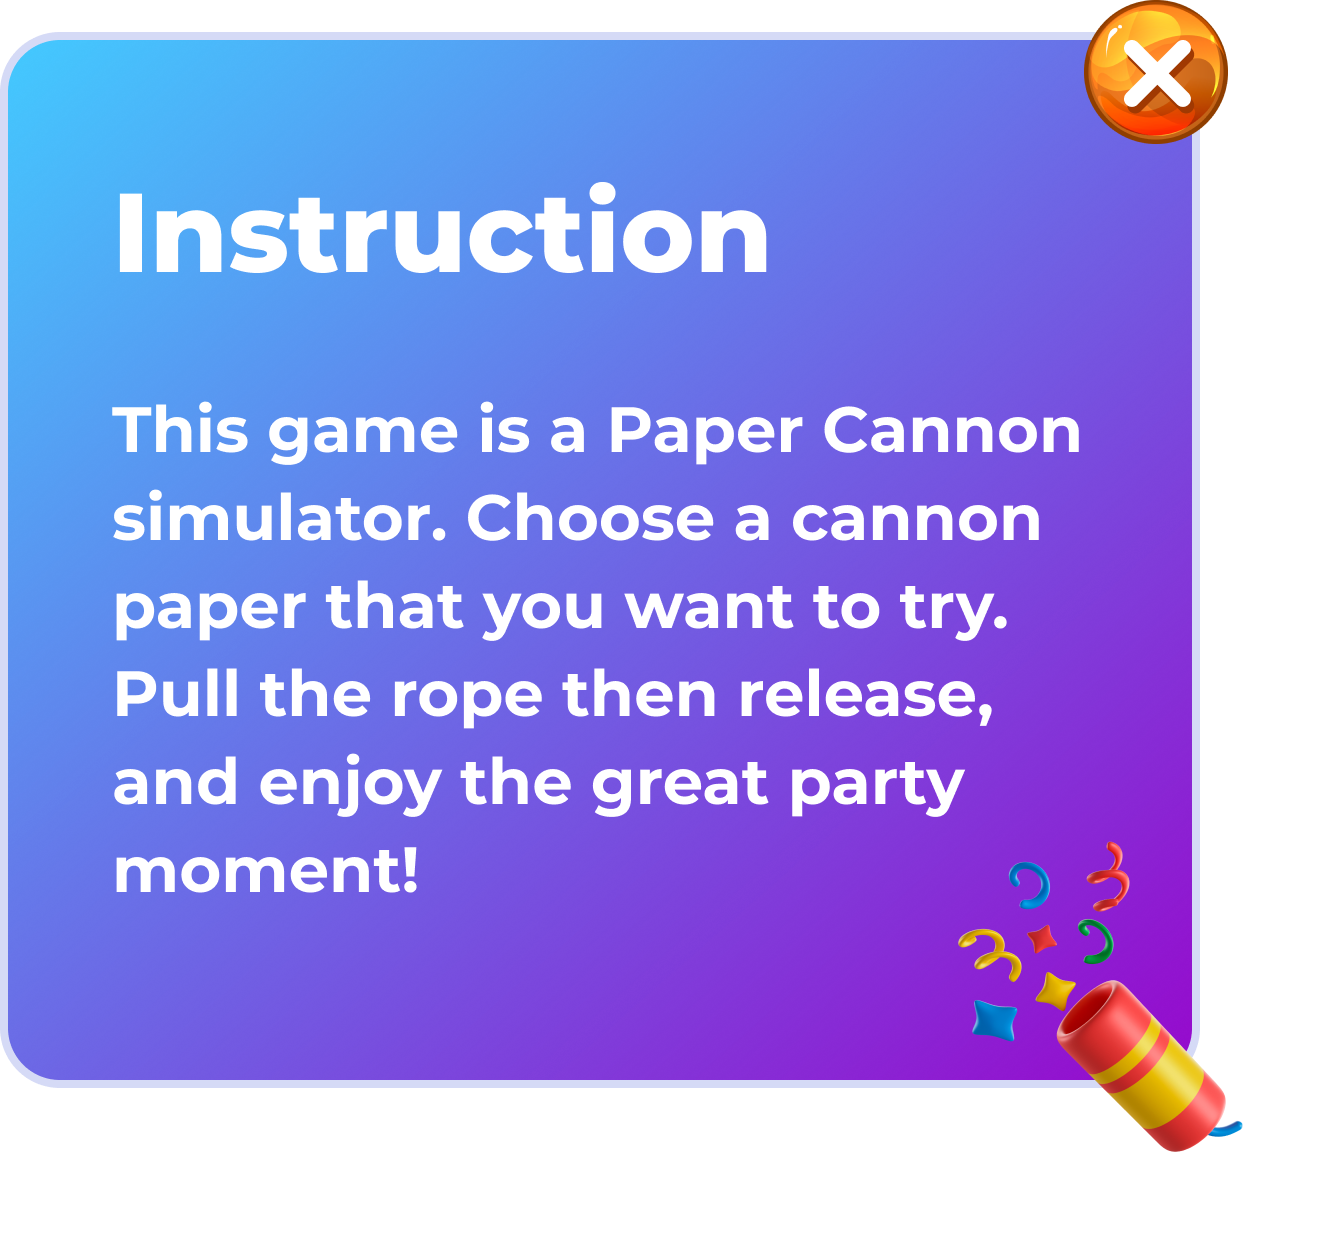 Instruction
This game is a Paper Cannon
simulator. Choose a cannon
paper that you want to try.
Pull the rope then release,
and enjoy the great party
moment!